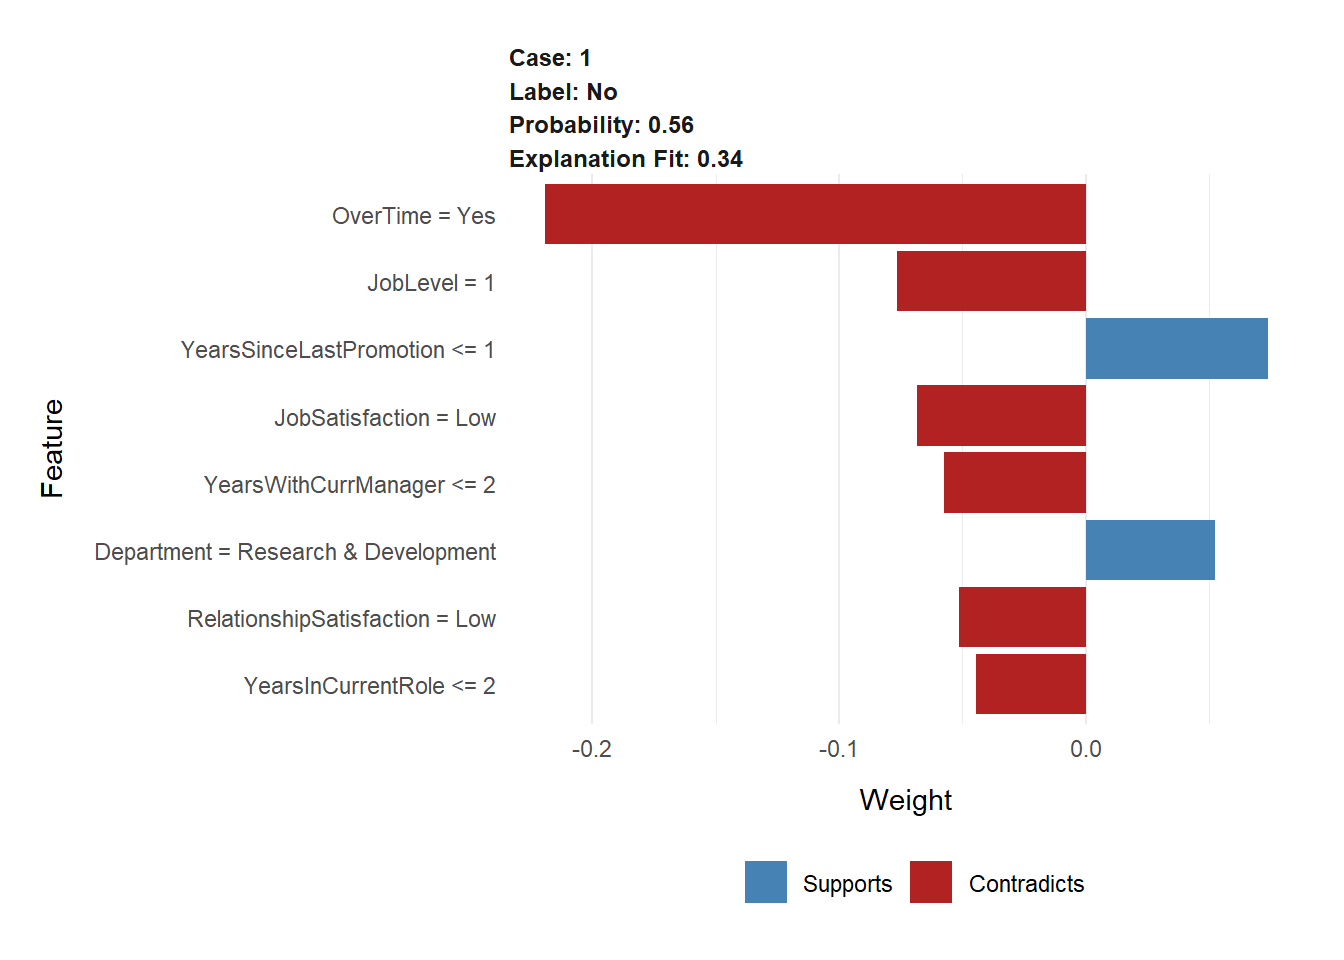 Case: 1
Label: No
Probability: 0.56
Explanation Fit: 0.34
OverTime = Yes
JobLevel = 1
YearsSinceLastPromotion <= 1
JobSatisfaction = Low
YearsWithCurrManager <= 2
Department = Research & Development
RelationshipSatisfaction = Low
YearsInCurrentRole <= 2
Feature
-0.2 -0.1 0.0
Weight
Supports Contradicts